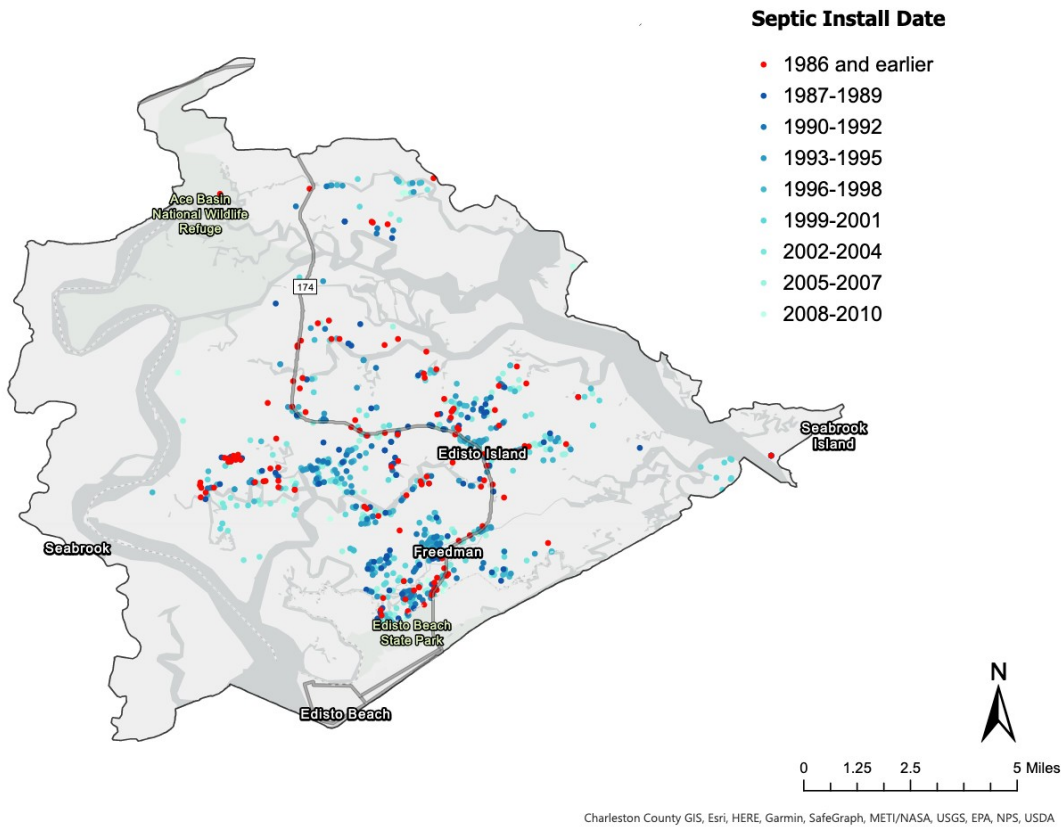 Septic Install Date
1986 and earlier
1987-1989
1990-1992
1993-1995
1996-1998
1999-2001
2002-2004
2005-2007
2008-2010
Ace Basin
National Wildlife
Refuge
174
Seabrook
Island
Edisto Island
Seabrook
Freedman
Edisto Beach
State Park
Edisto Beach
N
0 1.25 2.5 5 Miles
Charleston County GIS, Esri, HERE, Garmin, SafeGraph, METI/NASA, USGS, EPA, NPS, USDA